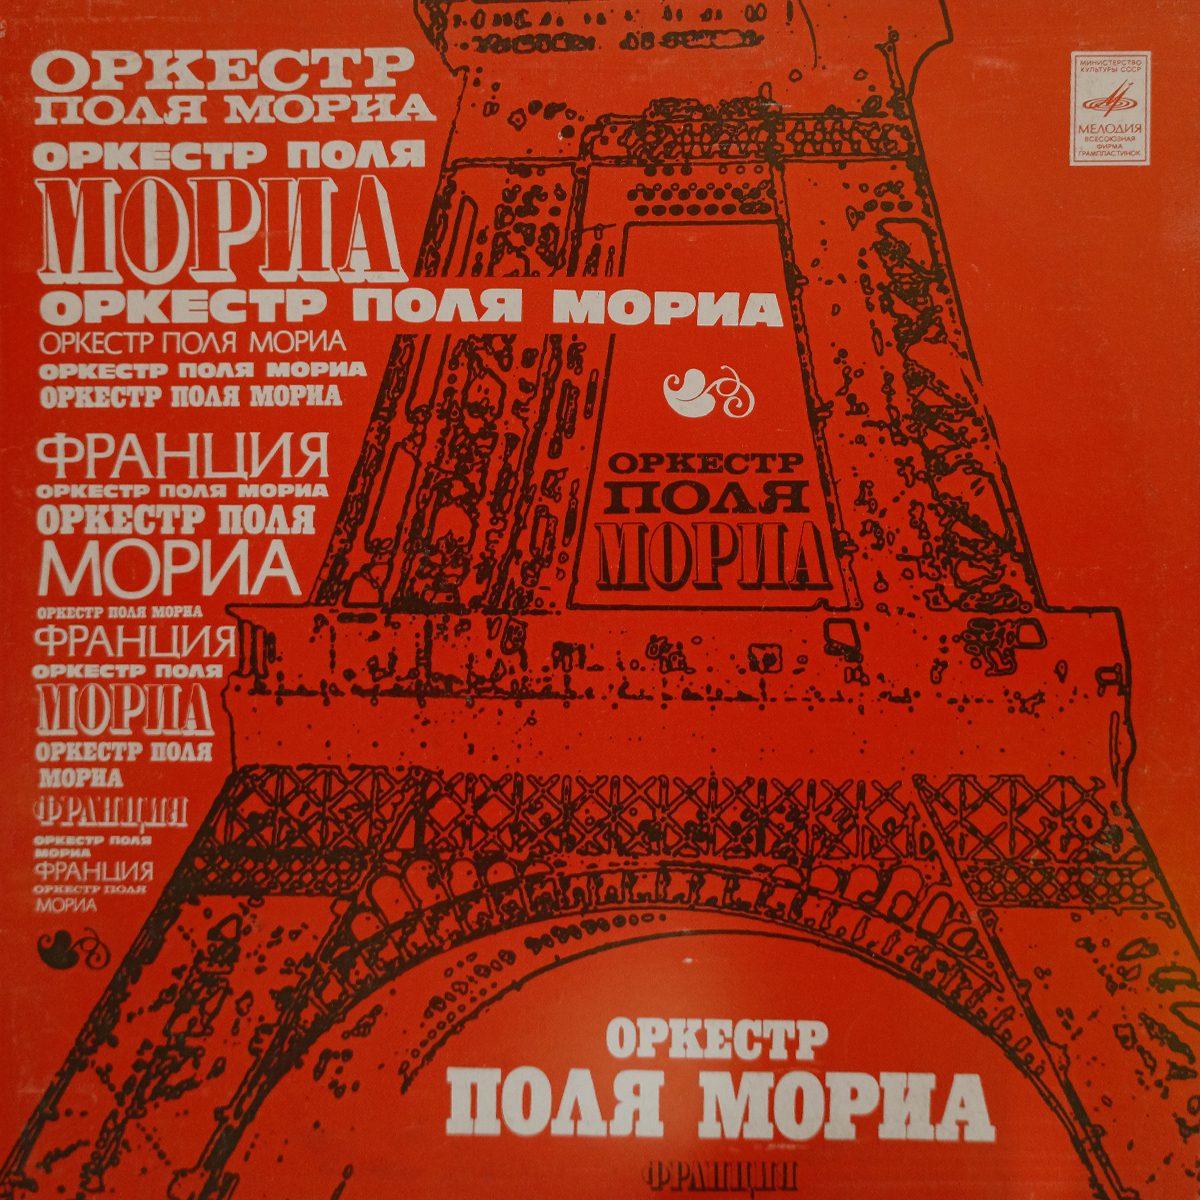 ОРКЕСТР
ПОЛЯ МОРИА
ОРКЕСТР ПОЛЯ
МОРИА
ОРКЕСТР ПОЛЯ МОРИА
ОРКЕСТР ПОЛЯ МОРИА
ОРКЕСТР ПОЛЯ МОРИА
ОРКЕСТР ПОЛЯ МОРИА
ФРАНЦИЯ
ОРКЕСТР ПОЛЯ МОРИА
ОРКЕСТР ПОЛЯ
МОРИА
ОРКЕСТР ПОЛЯ МОРИА
ФРАНЦИЯ
ОРКЕСТР ПОЛЯ
МОРИА
ОРКЕСТР ПОЛЯ
МОРИА
ФРАНЦИЯ
ОРКЕСТР ПОЛЯ
МОРИА
ФРАНЦИЯ
ОРКЕСТР ПОЛЯ
МОРИА
МИНИСТЕРСТВО
КУЛЬТУРЫ СССР
МЕЛОДИЯ
ВСЕСОЮЗНАЯ
ФИРМА
ГРАМПЛАСТИНОК
ОРКЕСТР
ПОЛЯ
МОРИА
ОРКЕСТР
ПОЛЯ МОРИА
ФРАНЦИЯ